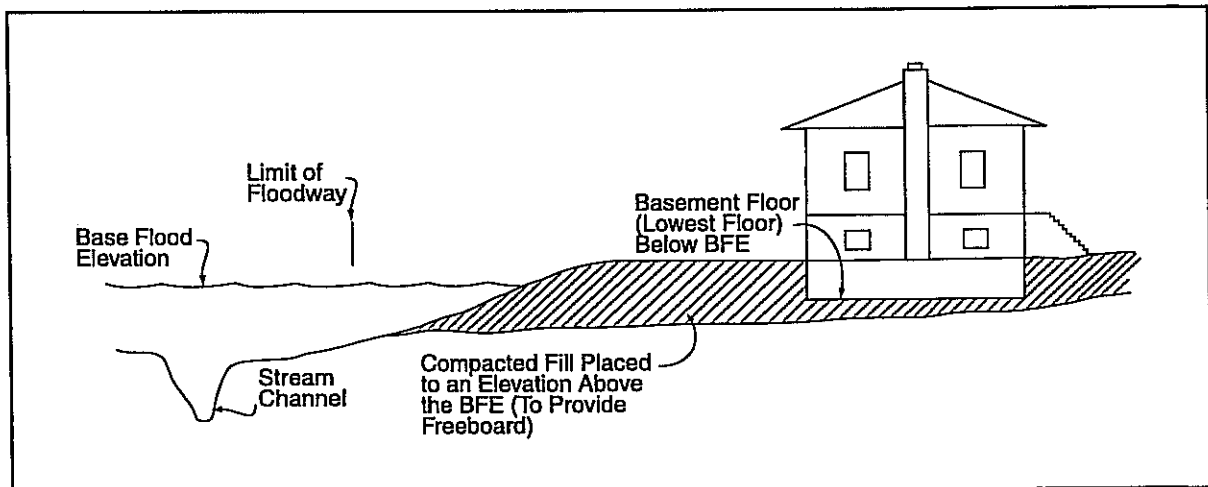 Limit of
Floodway
Base Flood
Elevation
Basement Floor
(Lowest Floor)
Below BFE
Stream
Channel
Compacted Fill Placed
to an Elevation Above
the BFE (To Provide
Freeboard)